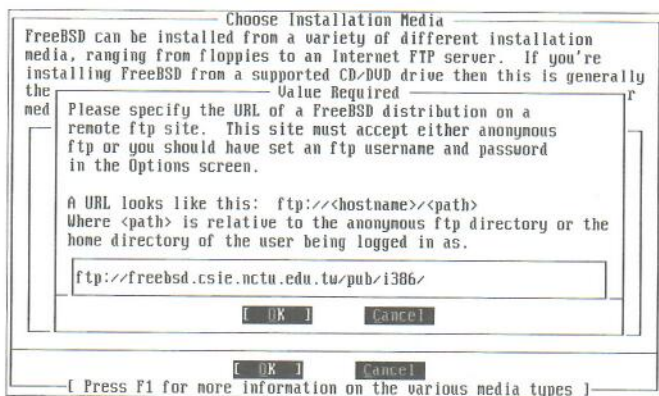 Choose Installation Media
FreeBSD can be installed from a variety of different installation
media, ranging from floppies to an Internet FTP server.  If you're
installing FreeBSD from a supported CD/DVD drive then this is generally
the
Value Required
r
med
Please specify the URL of a FreeBSD distribution on a
remote ftp site.  This site must accept either anonymous
ftp or you should have set an ftp username and password
in the Options screen.
A URL looks like this:  ftp://<hostname>/<path>
Where <path> is relative to the anonymous ftp directory or the
home directory of the user being logged in as.
ftp://freebsd.csie.nctu.edu.tw/pub/i386/
[  OK  ]     Cancel
[  OK  ]     Cancel
[ Press F1 for more information on the various media types ]